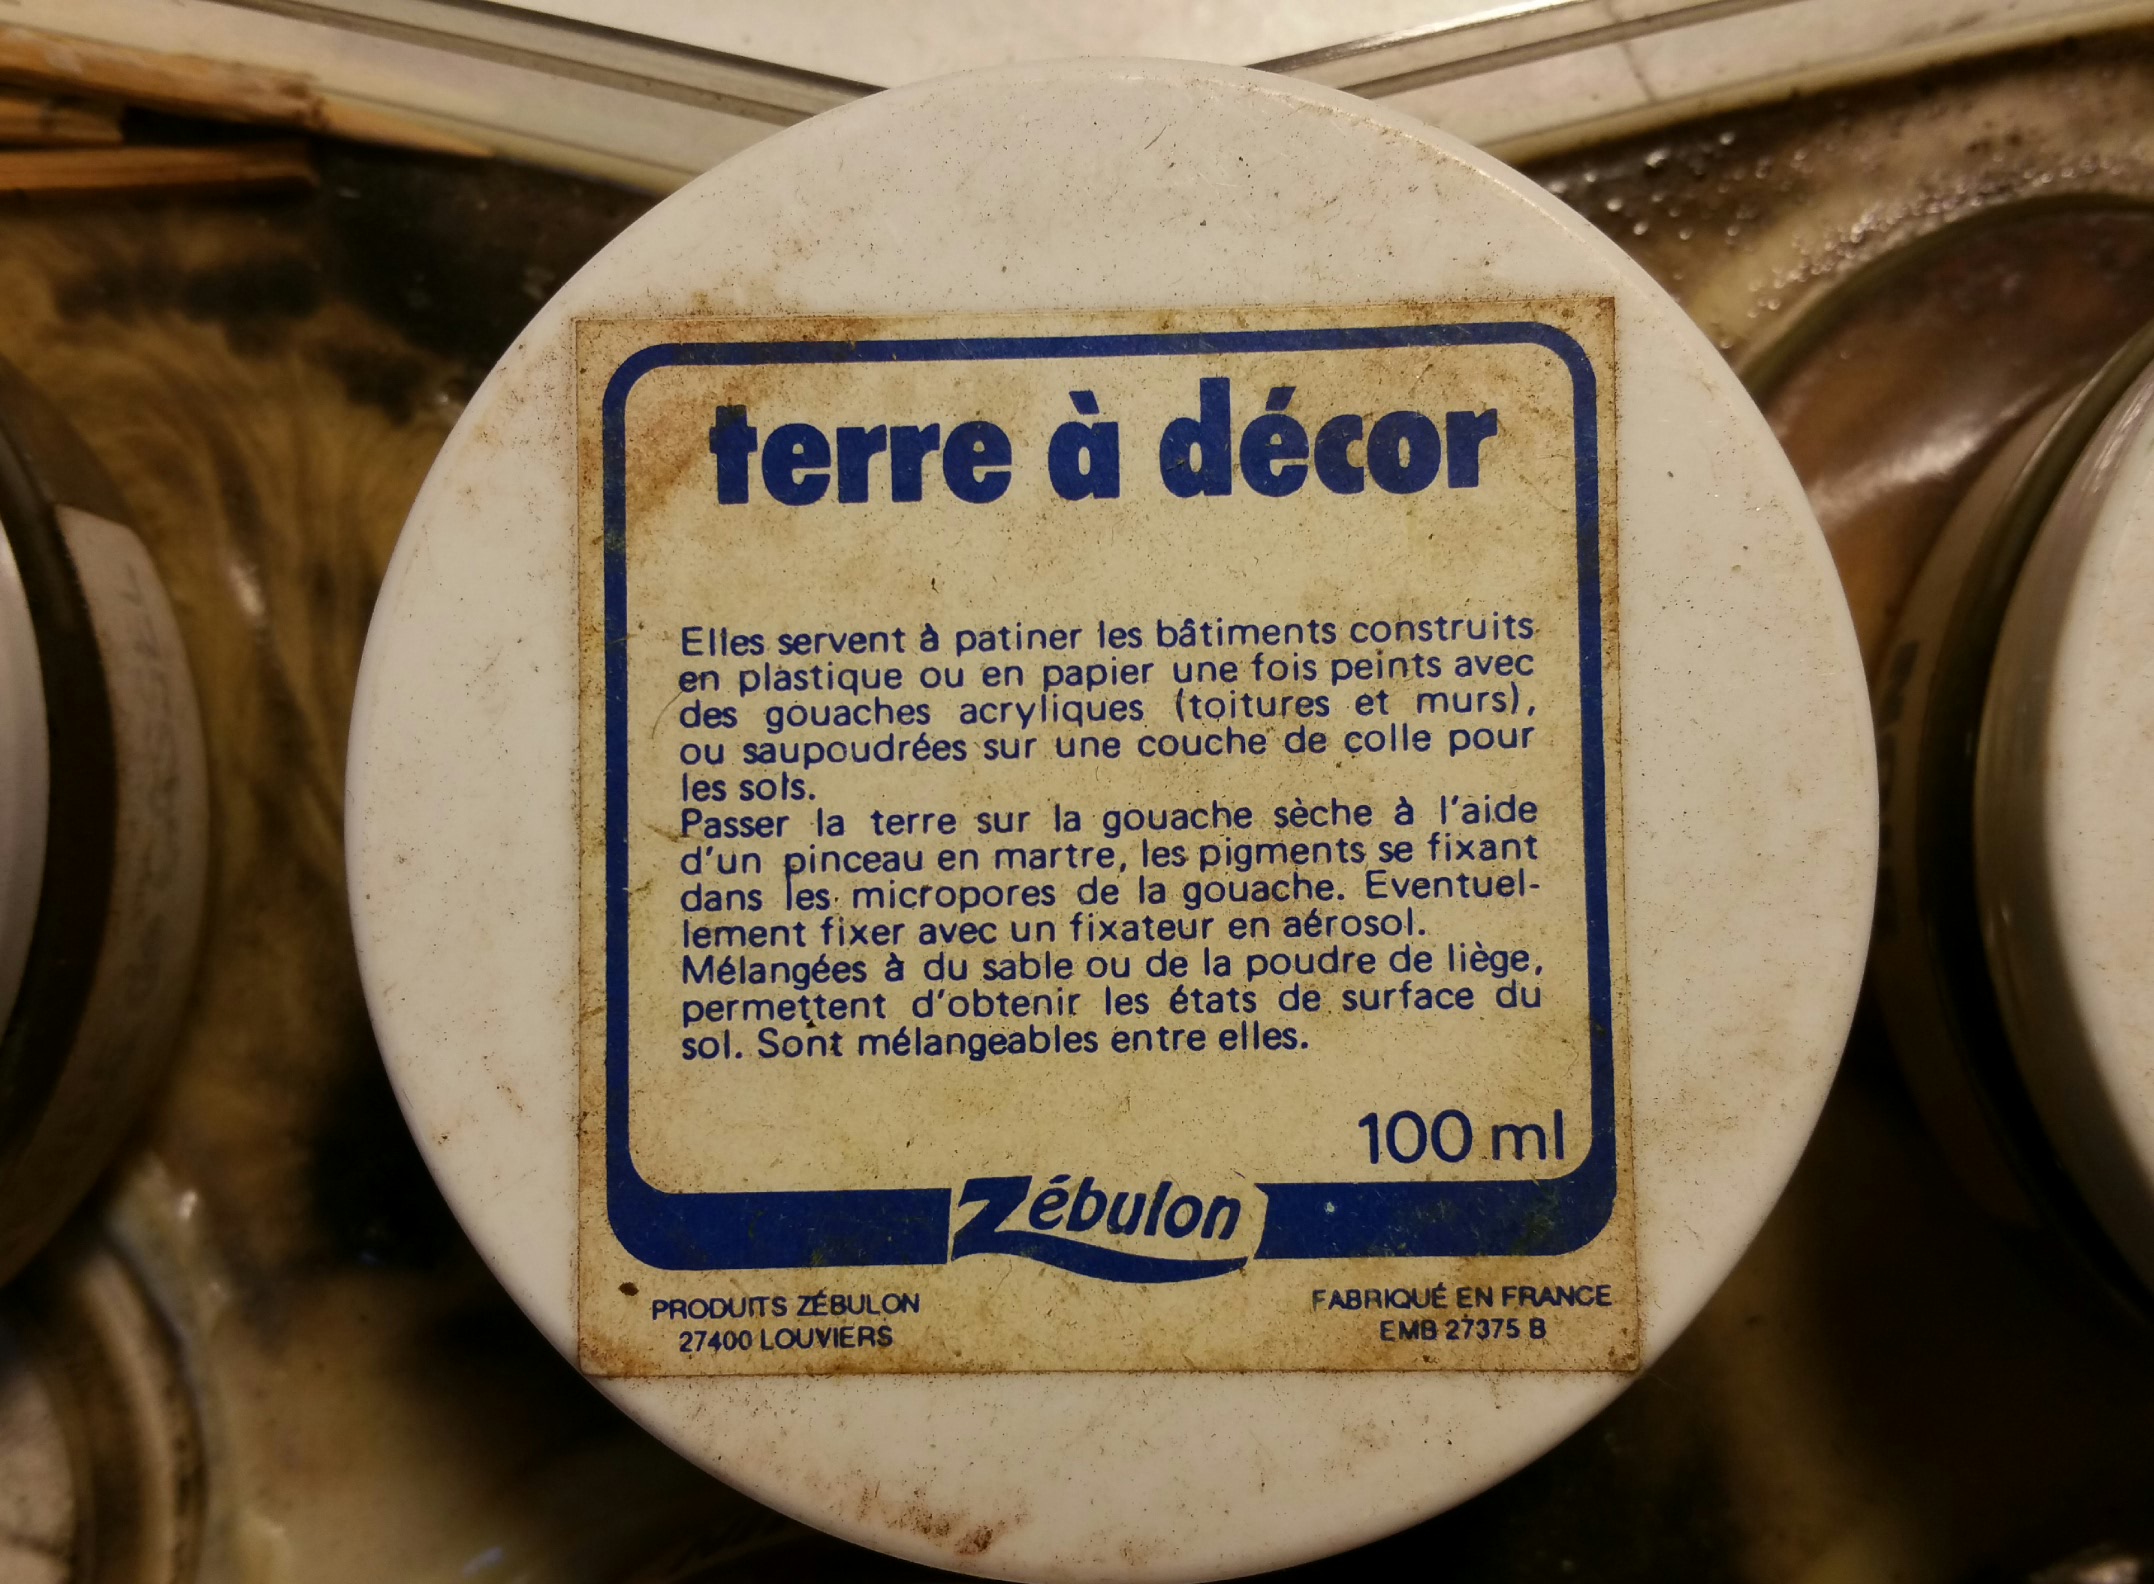 terre à décor
Elles servent à patiner les bâtiments construits
en plastique ou en papier une fois peints avec
des gouaches acryliques (toitures et murs),
ou saupoudrées sur une couche de colle pour
les sols.
Passer la terre sur la gouache sèche à l'aide
d'un pinceau en martre, les pigments se fixant
dans les micropores de la gouache. Eventuel-
lement fixer avec un fixateur en aérosol.
Mélangées à du sable ou de la poudre de liège,
permettent d'obtenir les états de surface du
sol. Sont mélangeables entre elles.
100 ml
Zébulon
PRODUITS ZÉBULON
27400 LOUVIERS
FABRIQUÉ EN FRANCE
EMB 27375 B